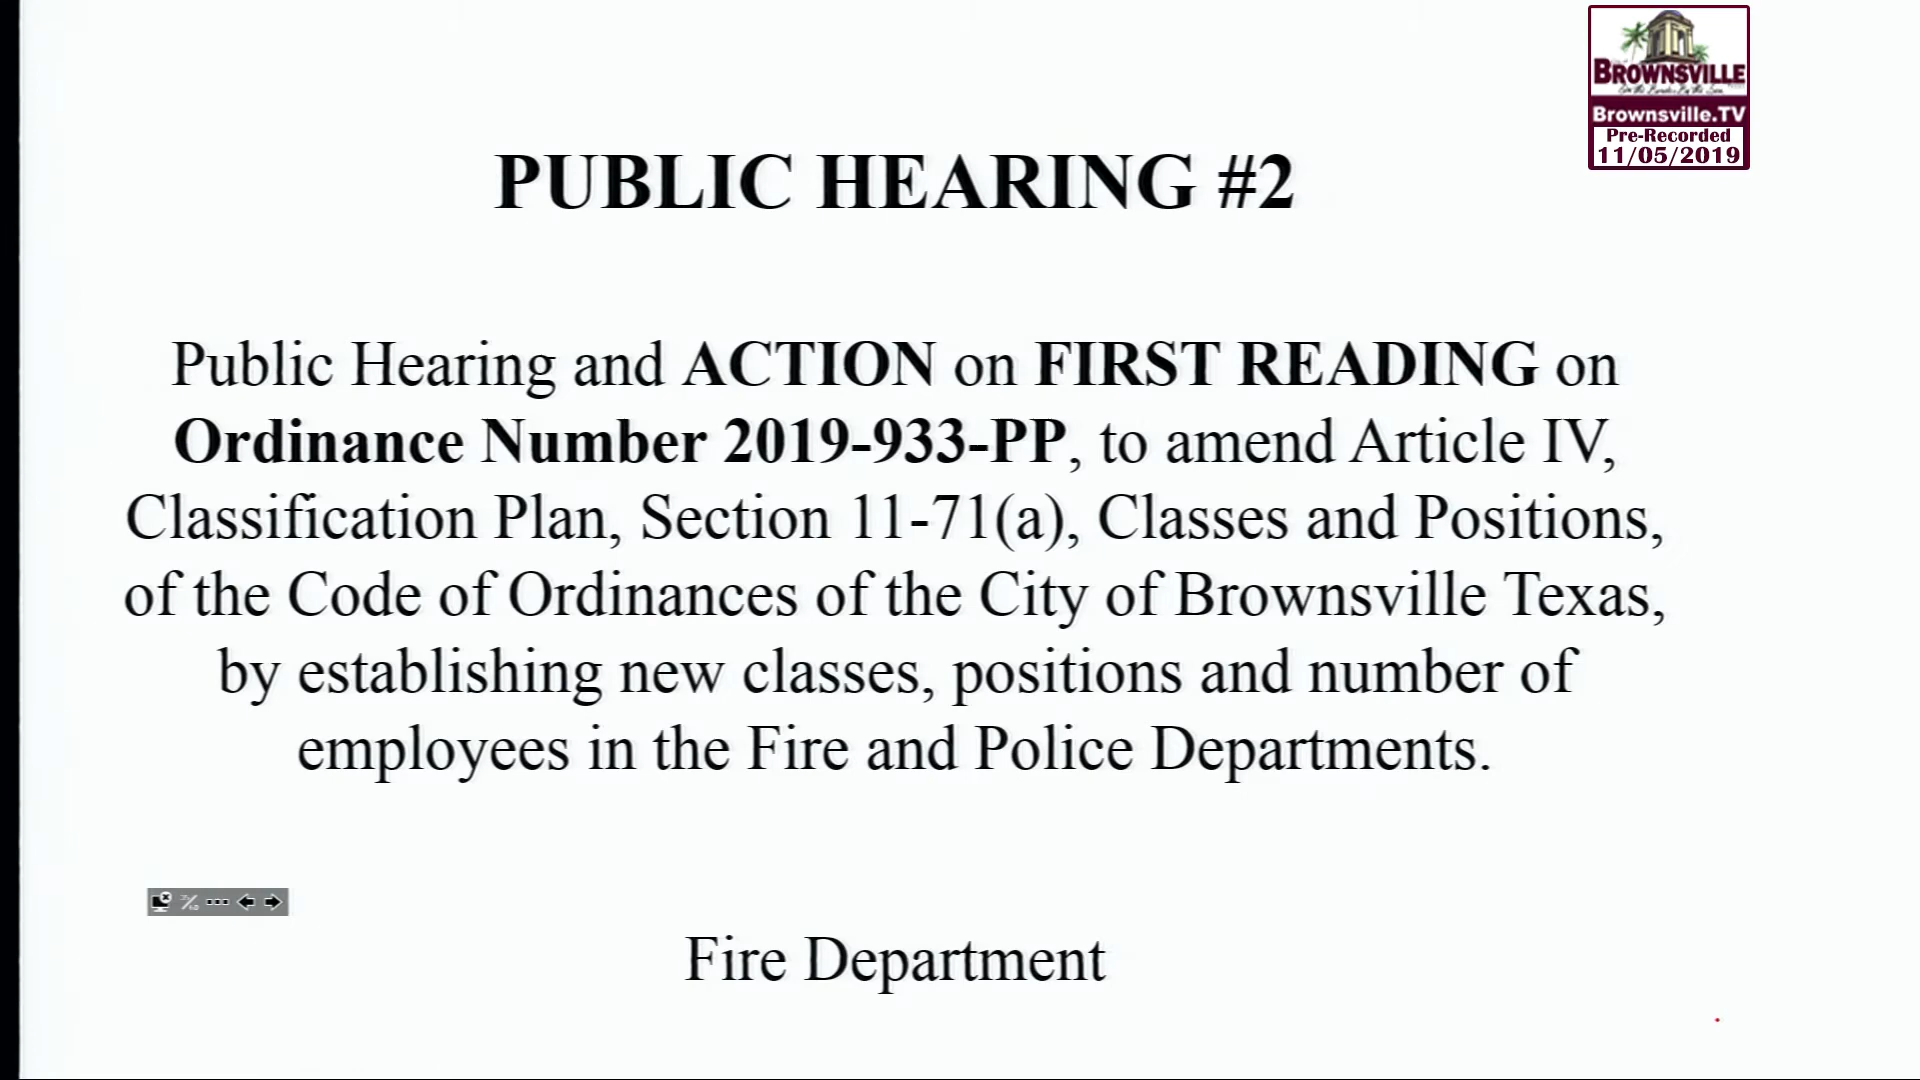 BROWNSVILLE
Brownsville.TV
Pre-Recorded
11/05/2019
PUBLIC HEARING #2
Public Hearing and ACTION on FIRST READING on
Ordinance Number 2019-933-PP, to amend Article IV,
Classification Plan, Section 11-71(a), Classes and Positions,
of the Code of Ordinances of the City of Brownsville Texas,
by establishing new classes, positions and number of
employees in the Fire and Police Departments.
Fire Department